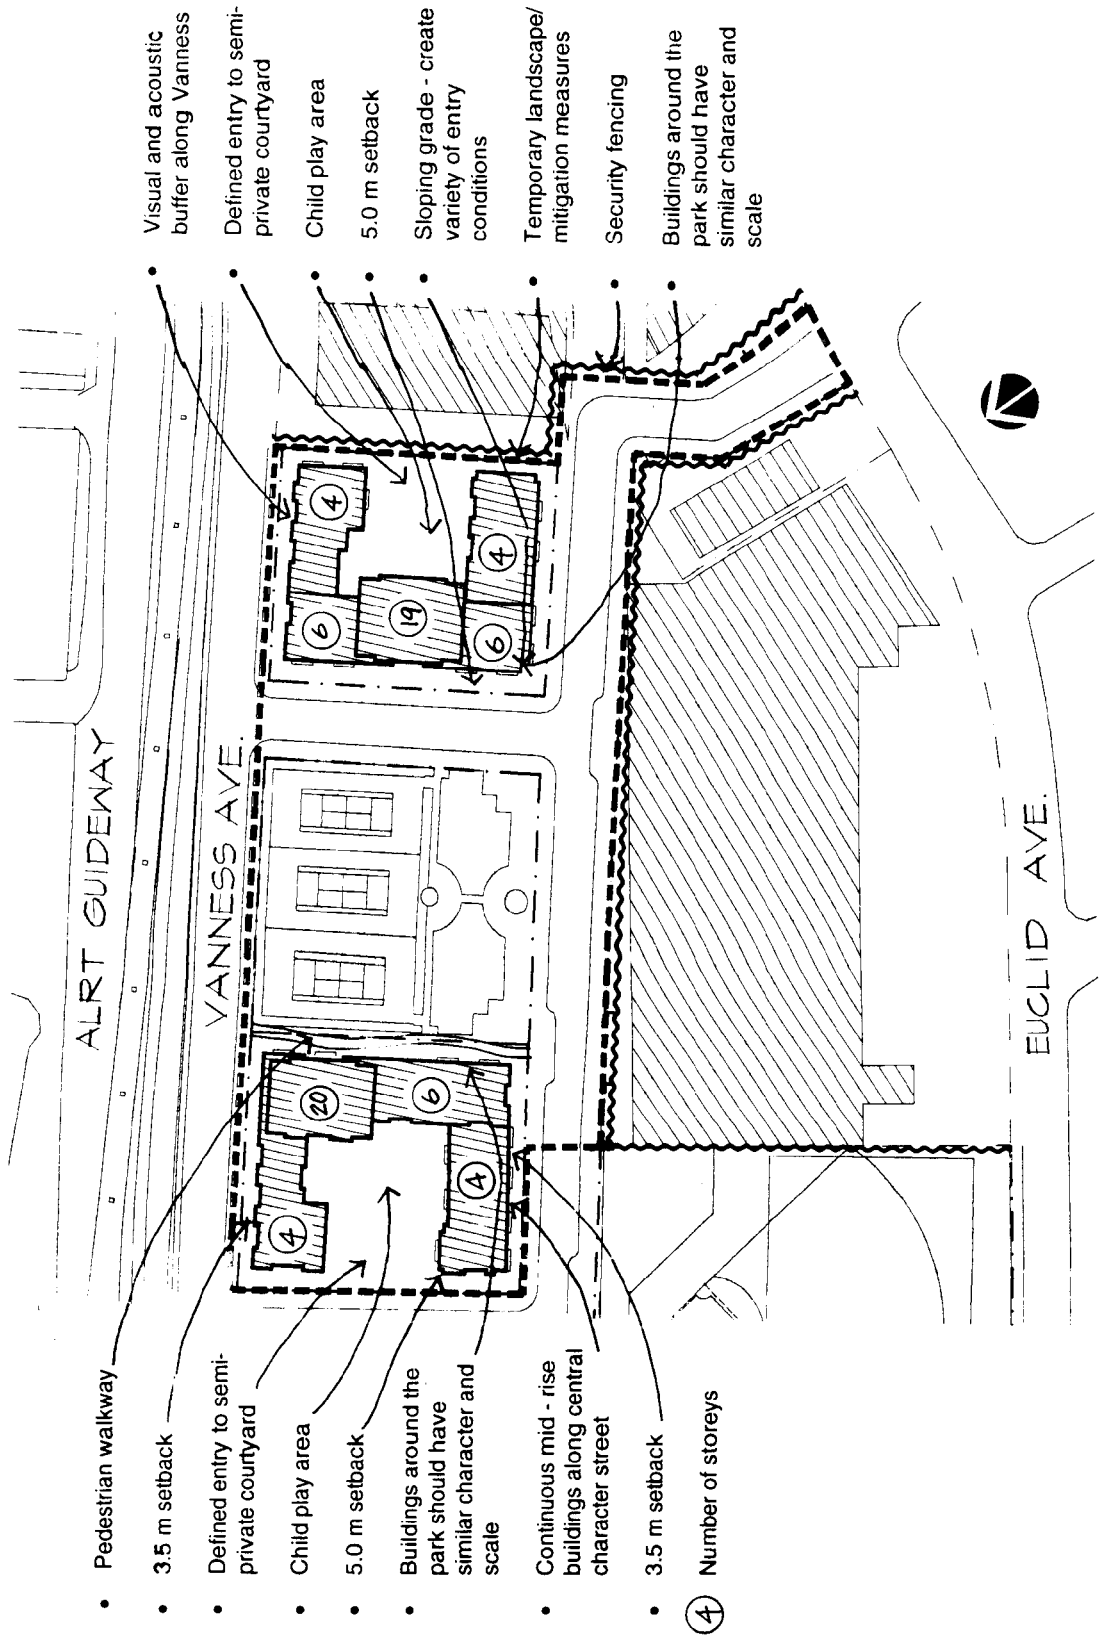 • Pedestrian walkway
• 3.5 m setback
• Defined entry to semi-
private courtyard
• Child play area
• 5.0 m setback
• Buildings around the
park should have
similar character and
scale
• Continuous mid - rise
buildings along central
character street
• 3.5 m setback
4 Number of storeys
ALRT GUIDEWAY
VANNESS AVE.
EUCLID AVE.
4
20
6
4
6
4
19
6
4
• Visual and acoustic
buffer along Vanness
• Defined entry to semi-
private courtyard
• Child play area
• 5.0 m setback
• Sloping grade - create
variety of entry
conditions
• Temporary landscape/
mitigation measures
• Security fencing
• Buildings around the
park should have
similar character and
scale